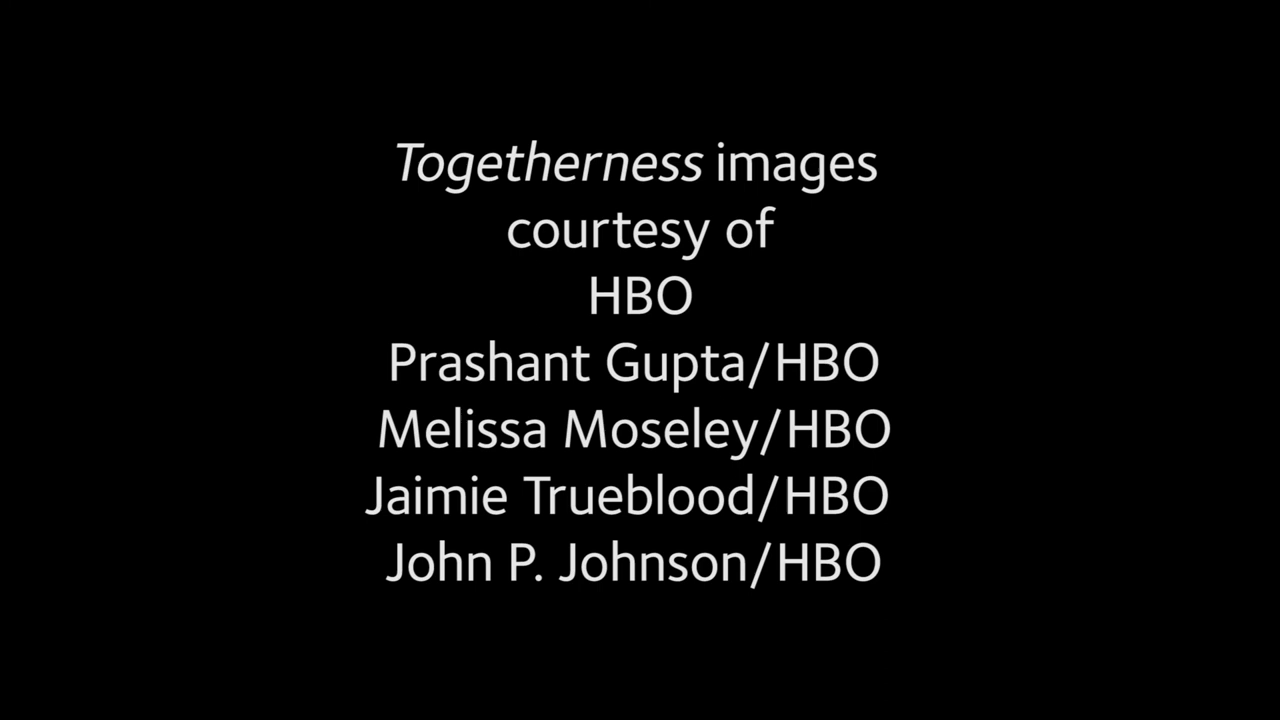 Togetherness images
courtesy of
HBO
Prashant Gupta/HBO
Melissa Moseley/HBO
Jaimie Trueblood/HBO
John P. Johnson/HBO